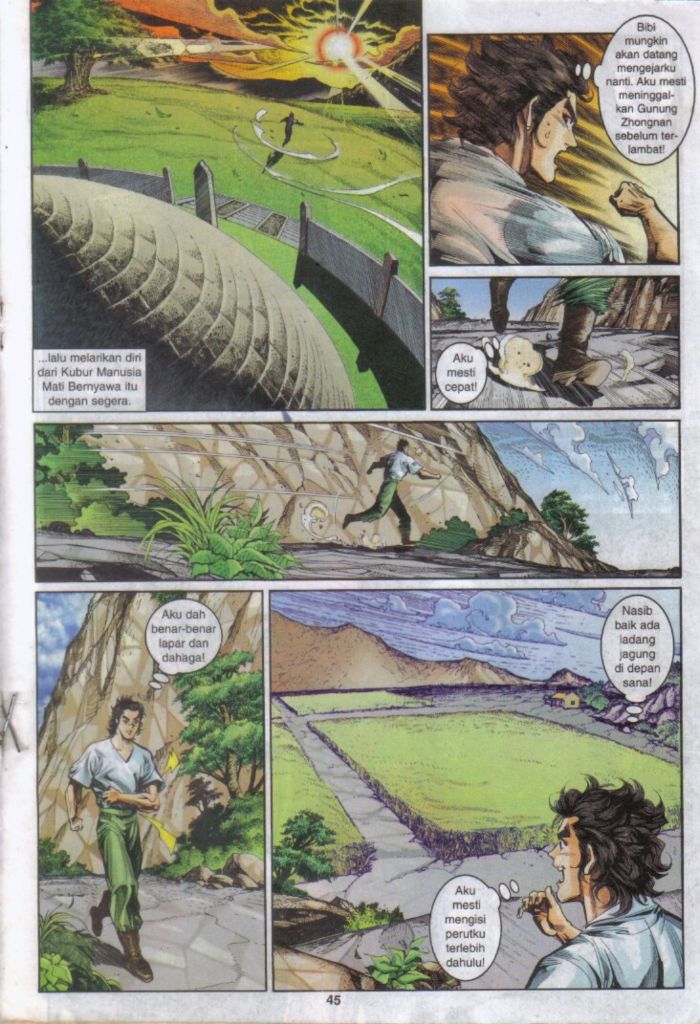 ...lalu melarikan diri
dari Kubur Manusia
Mati Bernyawa itu
dengan segera.
Bibi
mungkin
akan datang
mengejarku
nanti. Aku mesti
meninggal-
kan Gunung
Zhongnan
sebelum ter-
lambat!
Aku
mesti
cepat!
Aku dah
benar-benar
lapar dan
dahaga!
Nasib
baik ada
ladang
jagung
di depan
sana!
Aku
mesti
mengisi
perutku
terlebih
dahulu!
45